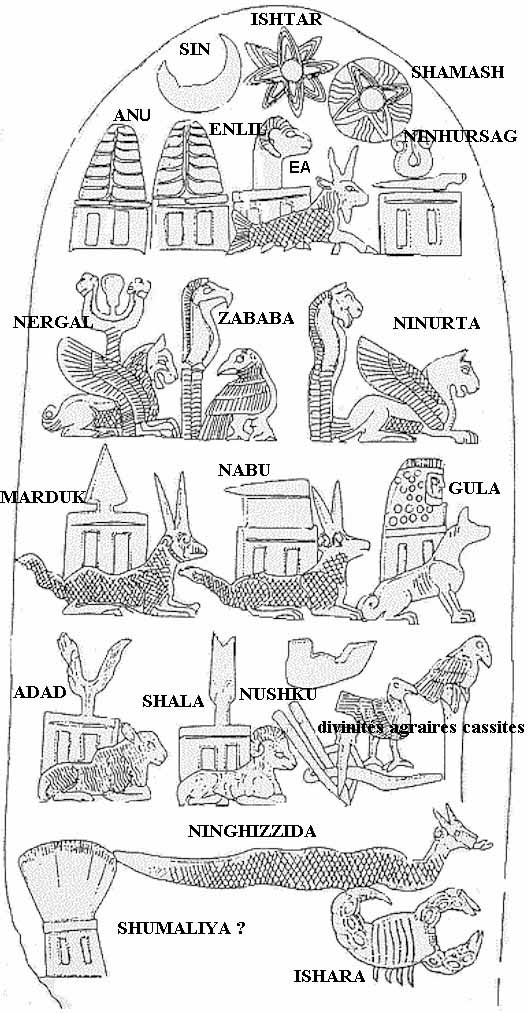 ISHTAR
SIN
SHAMASH
ANU
ENLIL
NINHURSAG
EA
NERGAL
ZABABA
NINURTA
MARDUK
NABU
GULA
ADAD
SHALA
NUSHKU
divinités agraires cassites
NINGHIZZIDA
SHUMALIYA ?
ISHARA